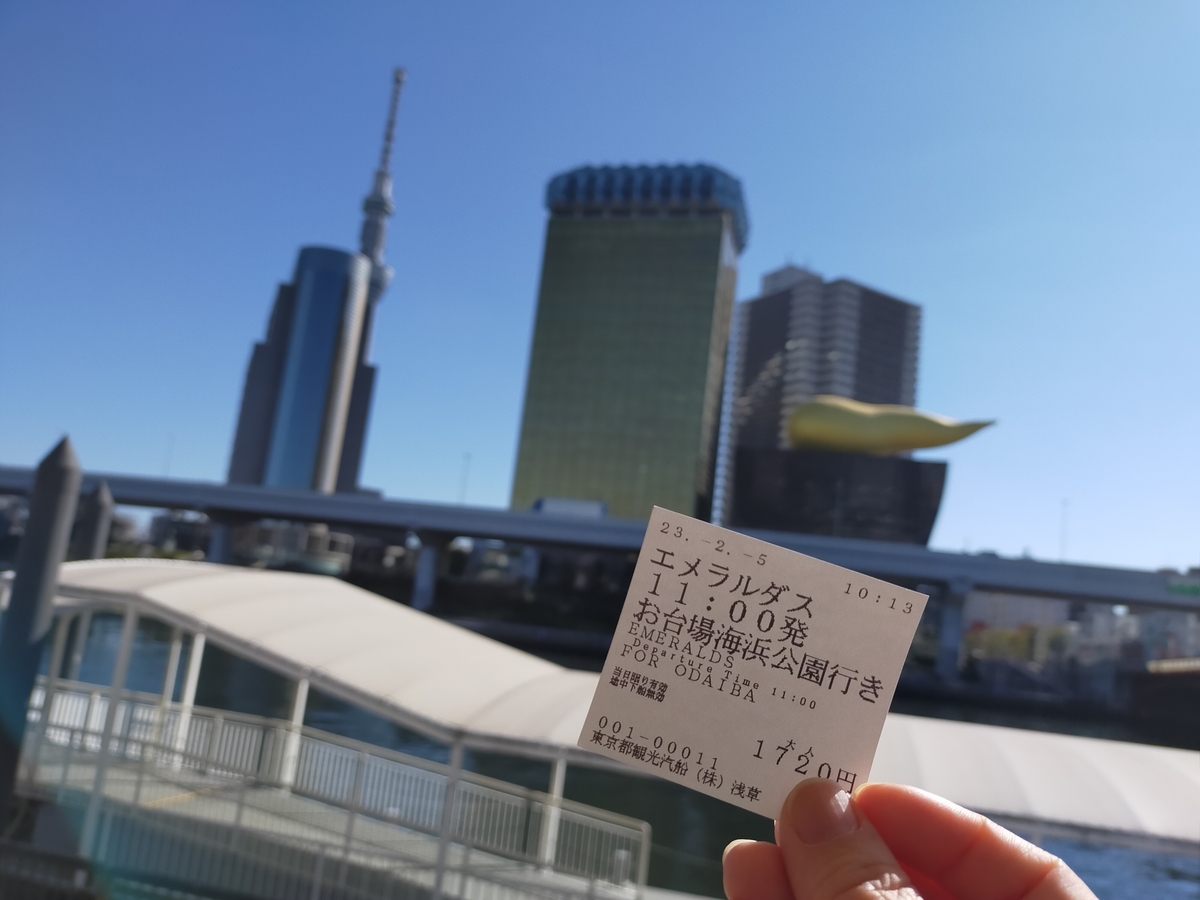 23.-2.-5 10:13
エメラルダス
11:00発
お台場海浜公園行き
EMERALDS
Departure Time 11:00
FOR ODAIBA
当日限り有効
途中下船無効
大人
001-00011 1720円
東京都観光汽船(株)浅草